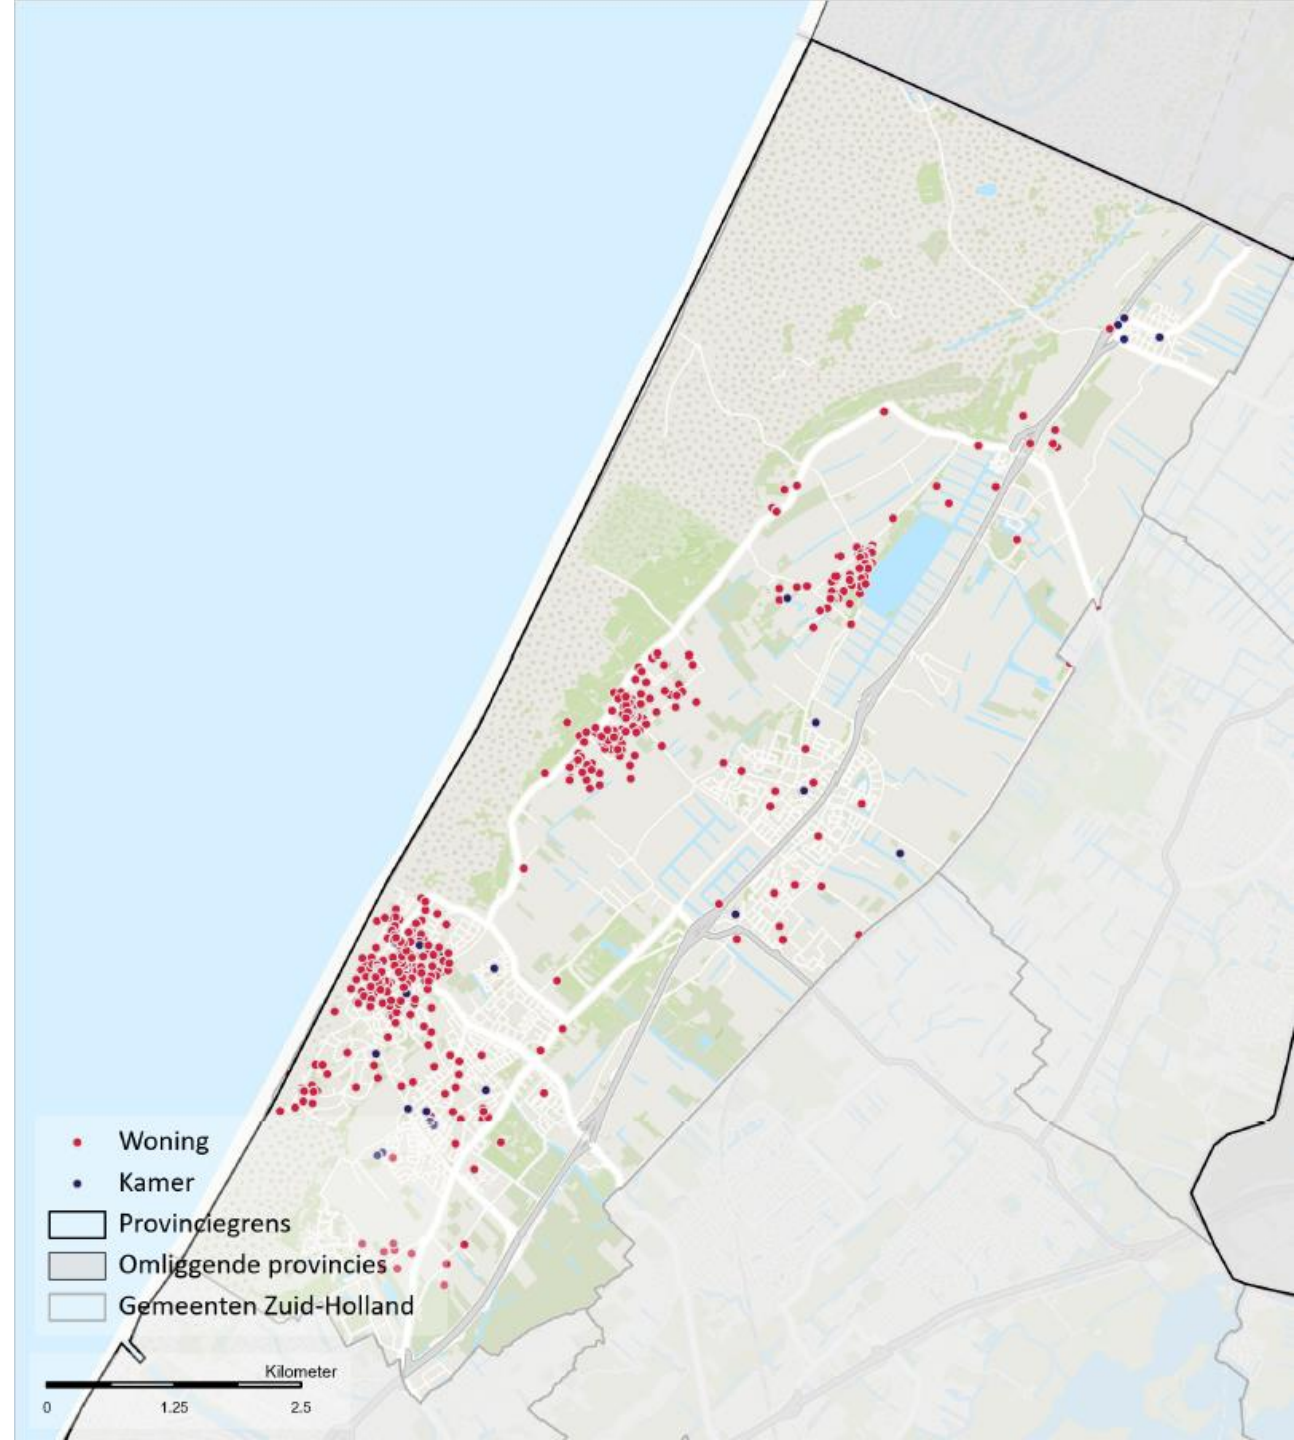 Woning
Kamer
Provinciegrens
Omliggende provincies
Gemeenten Zuid-Holland
Kilometer
0 1.25 2.5